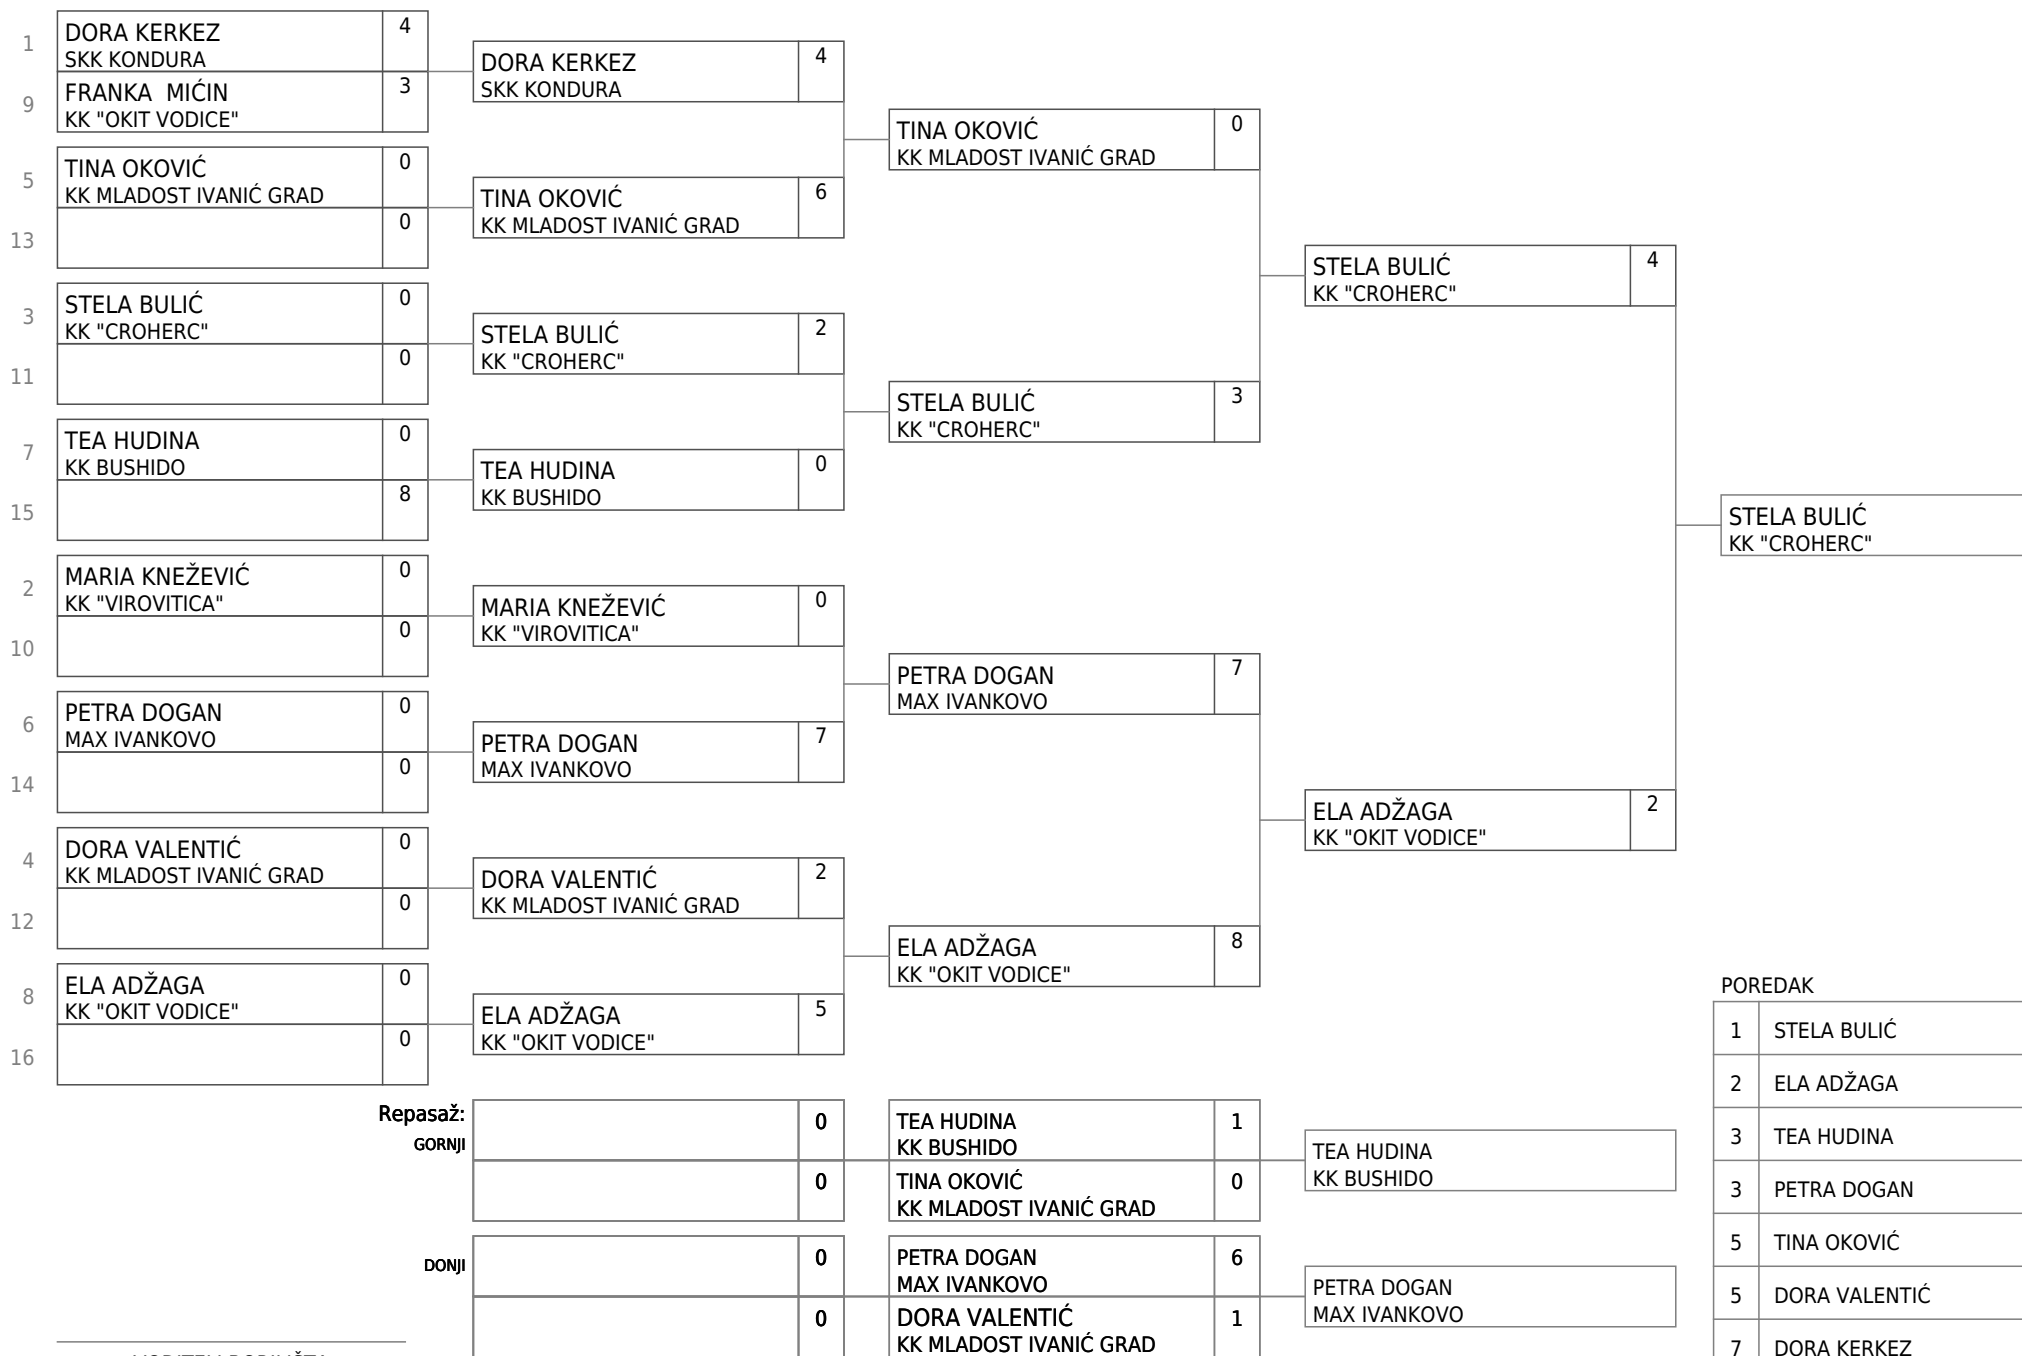 1
DORA KERKEZ 4
SKK KONDURA
9
FRANKA MIĆIN 3
KK "OKIT VODICE"
5
TINA OKOVIĆ 0
KK MLADOST IVANIĆ GRAD
13
0
3
STELA BULIĆ 0
KK "CROHERC"
11
0
7
TEA HUDINA 0
KK BUSHIDO
15
8
2
MARIA KNEŽEVIĆ 0
KK "VIROVITICA"
10
0
6
PETRA DOGAN 0
MAX IVANKOVO
14
0
4
DORA VALENTIĆ 0
KK MLADOST IVANIĆ GRAD
12
0
8
ELA ADŽAGA 0
KK "OKIT VODICE"
16
0
DORA KERKEZ 4
SKK KONDURA
TINA OKOVIĆ 6
KK MLADOST IVANIĆ GRAD
STELA BULIĆ 2
KK "CROHERC"
TEA HUDINA 0
KK BUSHIDO
MARIA KNEŽEVIĆ 0
KK "VIROVITICA"
PETRA DOGAN 7
MAX IVANKOVO
DORA VALENTIĆ 2
KK MLADOST IVANIĆ GRAD
ELA ADŽAGA 5
KK "OKIT VODICE"
TINA OKOVIĆ 0
KK MLADOST IVANIĆ GRAD
STELA BULIĆ 3
KK "CROHERC"
PETRA DOGAN 7
MAX IVANKOVO
ELA ADŽAGA 8
KK "OKIT VODICE"
STELA BULIĆ 4
KK "CROHERC"
ELA ADŽAGA 2
KK "OKIT VODICE"
STELA BULIĆ
KK "CROHERC"
Repasaž:
GORNJI
0
0
TEA HUDINA 1
KK BUSHIDO
TINA OKOVIĆ 0
KK MLADOST IVANIĆ GRAD
TEA HUDINA
KK BUSHIDO
DONJI
0
0
PETRA DOGAN 6
MAX IVANKOVO
DORA VALENTIĆ 1
KK MLADOST IVANIĆ GRAD
PETRA DOGAN
MAX IVANKOVO
POREDAK
1 STELA BULIĆ
2 ELA ADŽAGA
3 TEA HUDINA
3 PETRA DOGAN
5 TINA OKOVIĆ
5 DORA VALENTIĆ
7 DORA KERKEZ